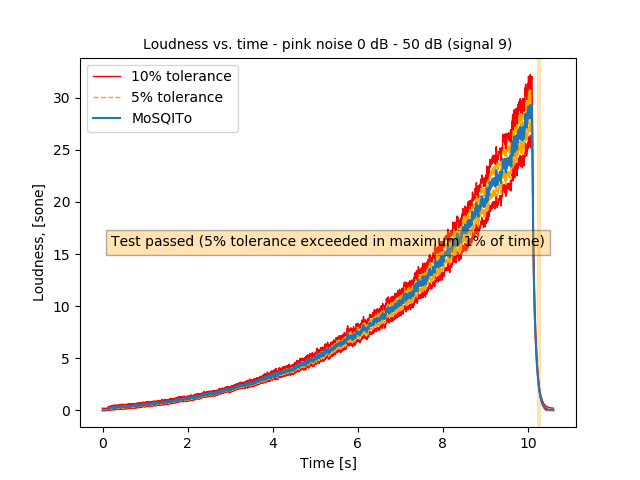 Loudness vs. time - pink noise 0 dB - 50 dB (signal 9)
10% tolerance
5% tolerance
MoSQITo
Test passed (5% tolerance exceeded in maximum 1% of time)
Loudness, [sone]
30
25
20
15
10
5
0
0 2 4 6 8 10
Time [s]